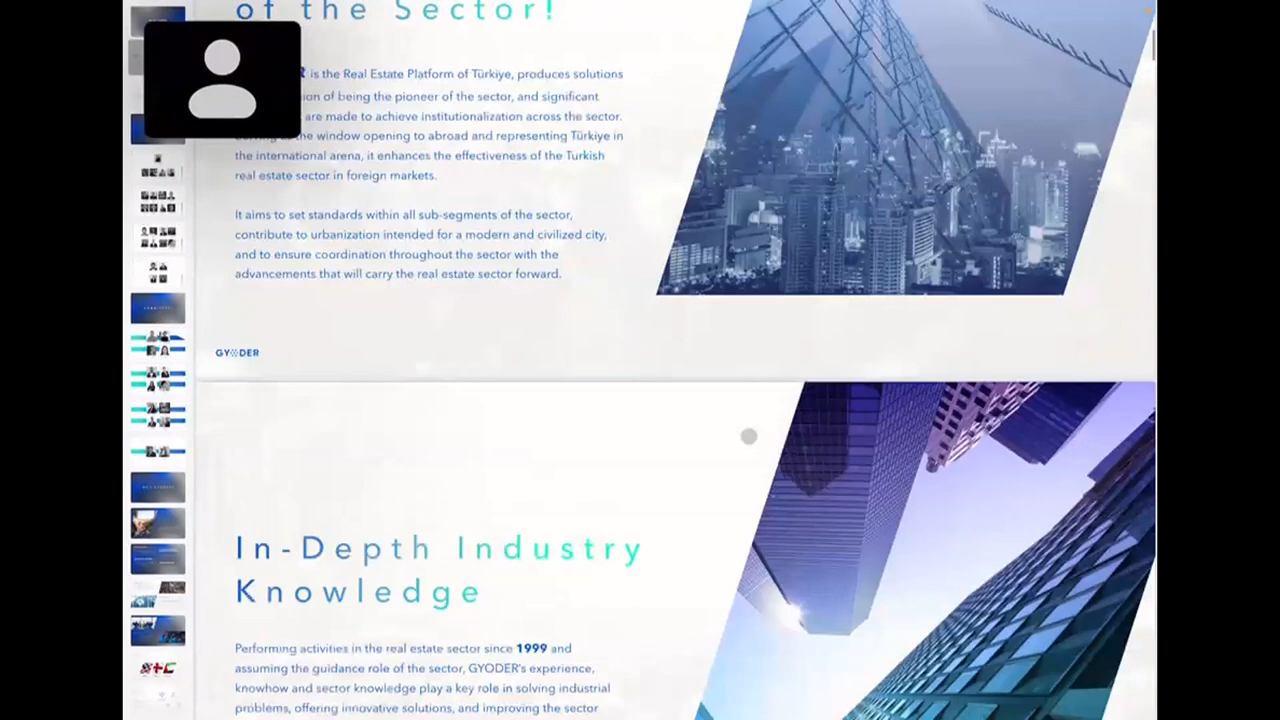 of the Sector!
is the Real Estate Platform of Türkiye, produces solutions
of being the pioneer of the sector, and significant
are made to achieve institutionalization across the sector.
the window opening to abroad and representing Türkiye in
the international arena, it enhances the effectiveness of the Turkish
real estate sector in foreign markets.
It aims to set standards within all sub-segments of the sector,
contribute to urbanization intended for a modern and civilized city,
and to ensure coordination throughout the sector with the
advancements that will carry the real estate sector forward.
GYODER
In-Depth Industry
Knowledge
Performing activities in the real estate sector since 1999 and
assuming the guidance role of the sector, GYODER's experience,
knowhow and sector knowledge play a key role in solving industrial
problems, offering innovative solutions, and improving the sector